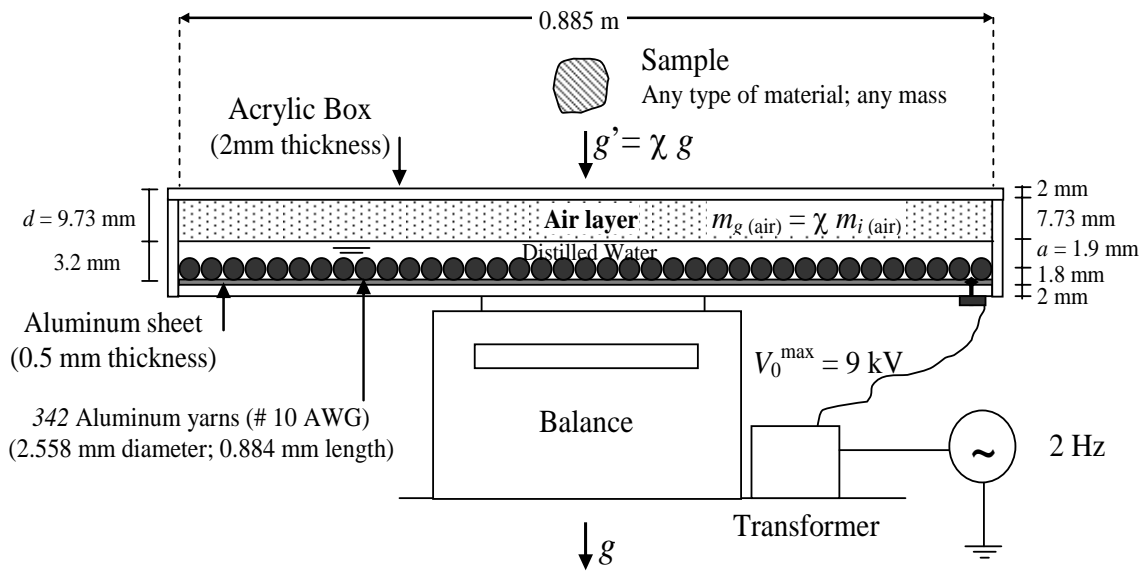 0.885 m
Sample
Any type of material; any mass
Acrylic Box
(2mm thickness)
g’ = χ g
2 mm
d = 9.73 mm
Air layer
m g (air) = χ m i (air)
7.73 mm
Distilled Water
a = 1.9 mm
3.2 mm
1.8 mm
2 mm
Aluminum sheet
(0.5 mm thickness)
V0 max = 9 kV
342 Aluminum yarns (# 10 AWG)
(2.558 mm diameter; 0.884 mm length)
Balance
~
2 Hz
Transformer
g